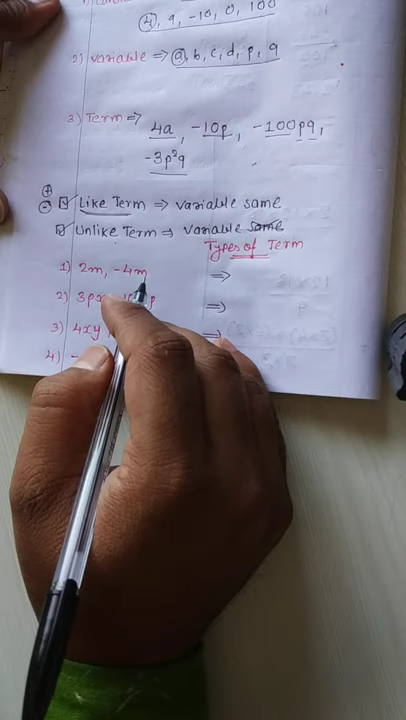 4, 9, -10, 0, 100
2) variable ⇒ a, b, c, d, p, q
3) Term ⇒
4a, -10p, -100pq,
-3p²q
+ Like Term ⇒ variable same
- Unlike Term ⇒ variable same
Types of Term
1) 2m, -4m ⇒
2) 3p ⇒
3) 4xy ⇒
4) -